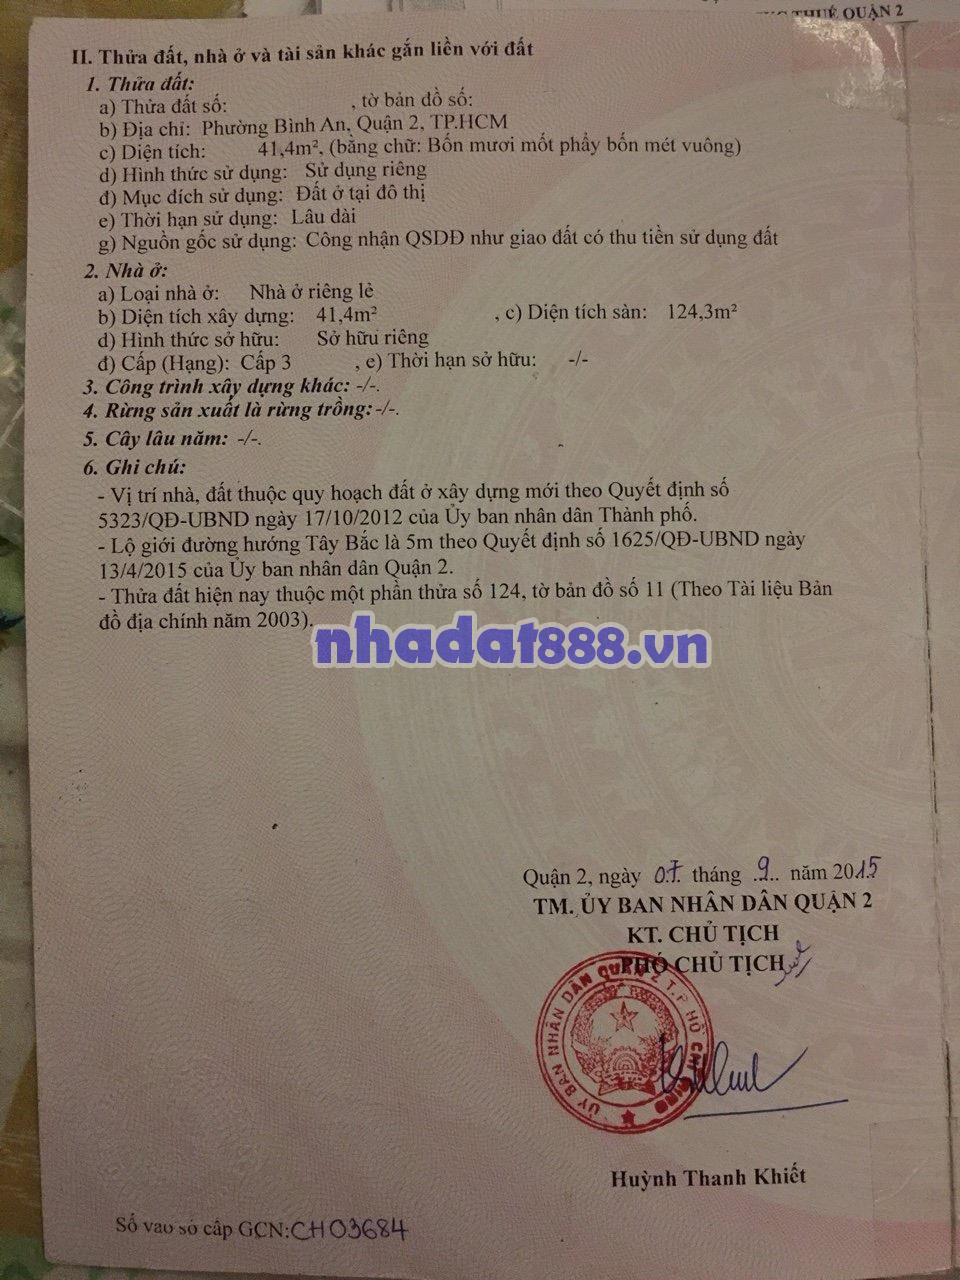 THUẾ QUẬN 2
II. Thửa đất, nhà ở và tài sản khác gắn liền với đất
1. Thửa đất:
a) Thửa đất số: , tờ bản đồ số:
b) Địa chỉ: Phường Bình An, Quận 2, TP.HCM
c) Diện tích: 41,4m², (bằng chữ: Bốn mươi mốt phẩy bốn mét vuông)
d) Hình thức sử dụng: Sử dụng riêng
đ) Mục đích sử dụng: Đất ở tại đô thị
e) Thời hạn sử dụng: Lâu dài
g) Nguồn gốc sử dụng: Công nhận QSDĐ như giao đất có thu tiền sử dụng đất
2. Nhà ở:
a) Loại nhà ở: Nhà ở riêng lẻ
b) Diện tích xây dựng: 41,4m² , c) Diện tích sàn: 124,3m²
d) Hình thức sở hữu: Sở hữu riêng
đ) Cấp (Hạng): Cấp 3 , e) Thời hạn sở hữu: -/-
3. Công trình xây dựng khác: -/-.
4. Rừng sản xuất là rừng trồng: -/-.
5. Cây lâu năm: -/-.
6. Ghi chú:
- Vị trí nhà, đất thuộc quy hoạch đất ở xây dựng mới theo Quyết định số
5323/QĐ-UBND ngày 17/10/2012 của Ủy ban nhân dân Thành phố.
- Lộ giới đường hướng Tây Bắc là 5m theo Quyết định số 1625/QĐ-UBND ngày
13/4/2015 của Ủy ban nhân dân Quận 2.
- Thửa đất hiện nay thuộc một phần thửa số 124, tờ bản đồ số 11 (Theo Tài liệu Bản
đồ địa chính năm 2003).
nhadat888.vn
Quận 2, ngày 07 tháng .9.. năm 2015
TM. ỦY BAN NHÂN DÂN QUẬN 2
KT. CHỦ TỊCH
PHÓ CHỦ TỊCH
ỦY BAN NHÂN DÂN QUẬN 2 T.P HỒ CHÍ MINH
Huỳnh Thanh Khiết
Số vào sổ cấp GCN: CH03684